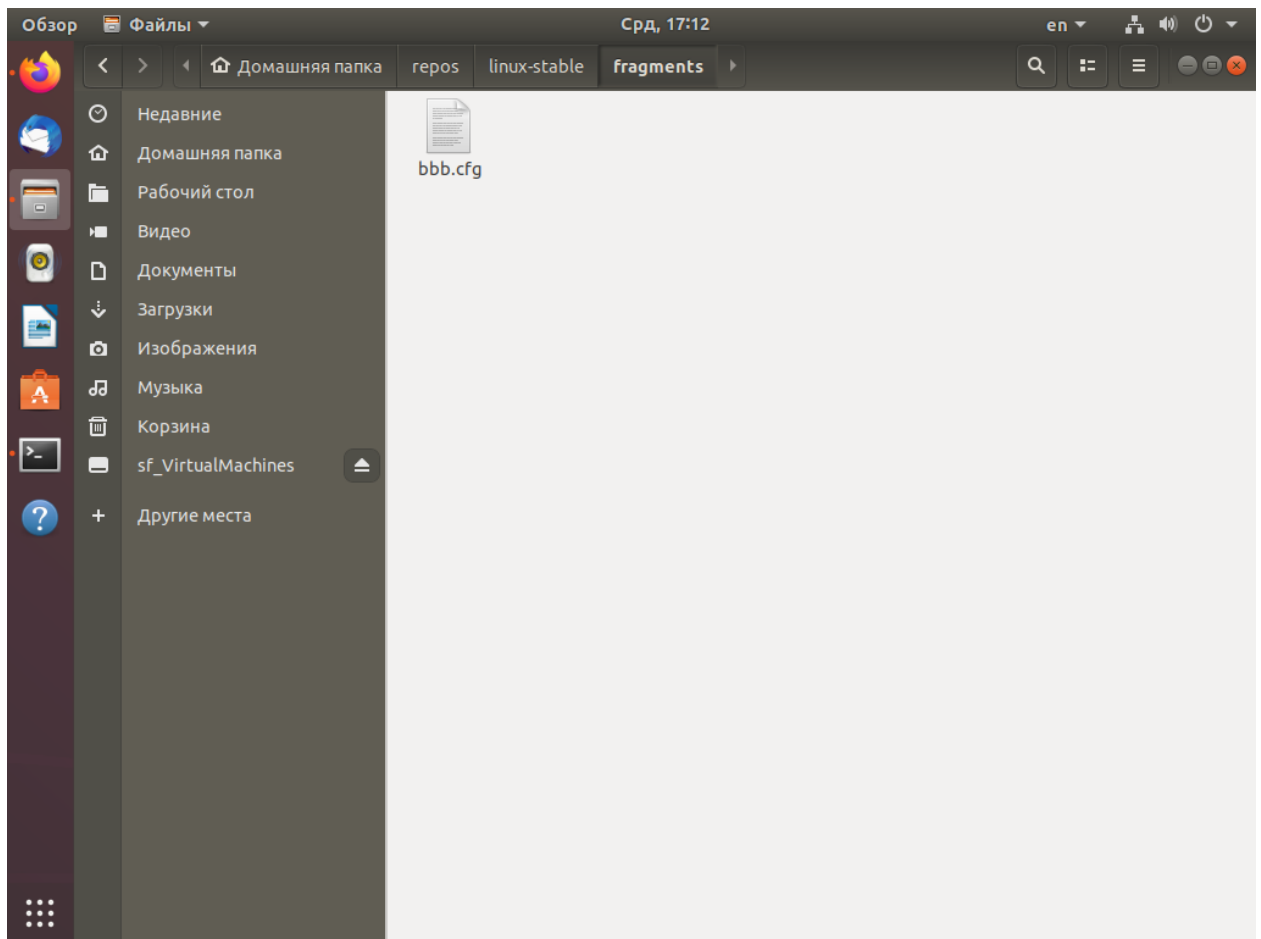 Обзор Файлы Срд, 17:12 en
Домашняя папка repos linux-stable fragments
Недавние
Домашняя папка
Рабочий стол
Видео
Документы
Загрузки
Изображения
Музыка
Корзина
sf_VirtualMachines
Другие места
bbb.cfg